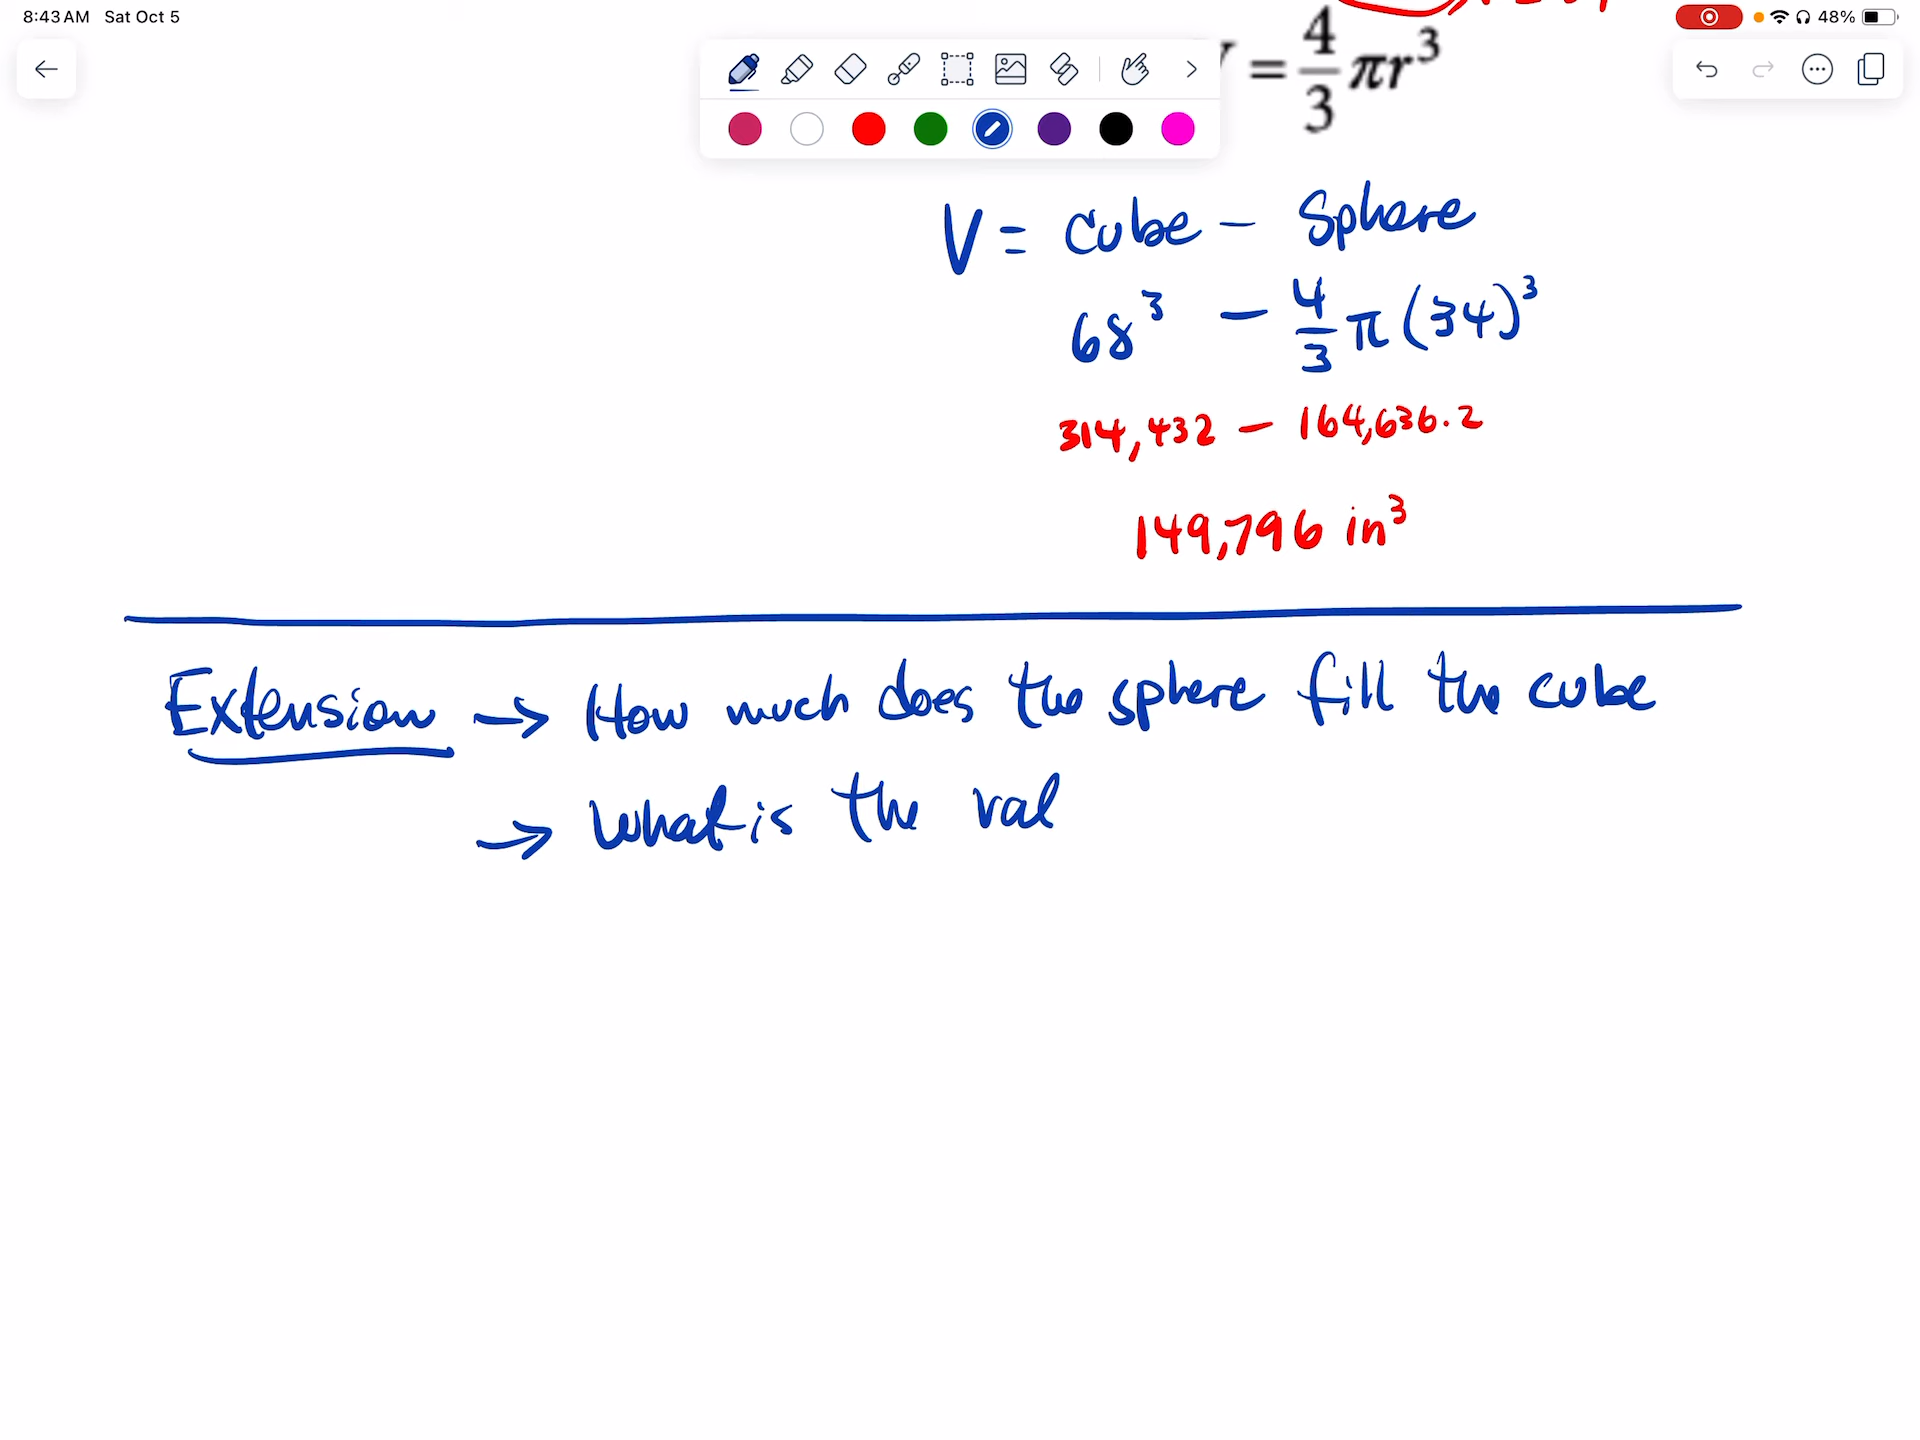 8:43 AM Sat Oct 5
48%
= 4/3 πr³
V = Cube - Sphere
68³ - 4/3 π (34)³
314,432 - 164,636.2
149,796 in³
Extension → How much does the sphere fill the cube
→ What is the val